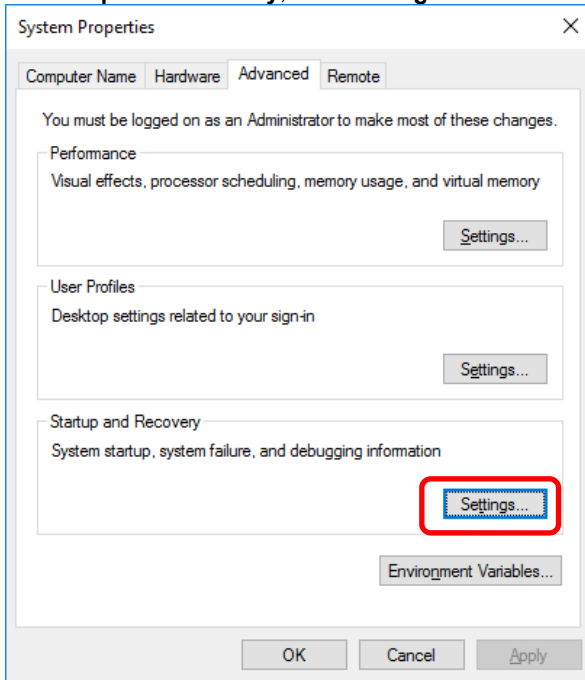 System Properties
Computer Name Hardware Advanced Remote
You must be logged on as an Administrator to make most of these changes.
Performance
Visual effects, processor scheduling, memory usage, and virtual memory
Settings...
User Profiles
Desktop settings related to your sign-in
Settings...
Startup and Recovery
System startup, system failure, and debugging information
Settings...
Environment Variables...
OK Cancel Apply